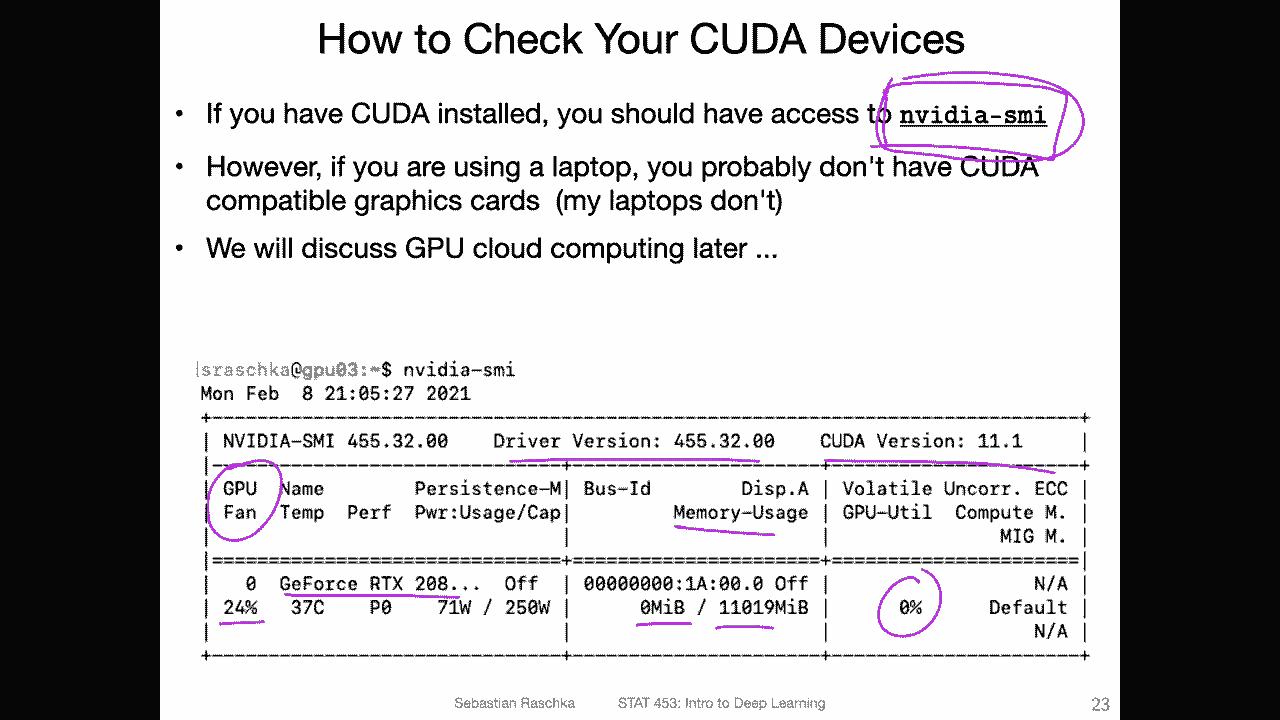 How to Check Your CUDA Devices
• If you have CUDA installed, you should have access to nvidia-smi
• However, if you are using a laptop, you probably don't have CUDA
compatible graphics cards (my laptops don't)
• We will discuss GPU cloud computing later ...
sraschka@gpu03:~$ nvidia-smi
Mon Feb 8 21:05:27 2021
NVIDIA-SMI 455.32.00 Driver Version: 455.32.00 CUDA Version: 11.1
GPU Name Persistence-M| Bus-Id Disp.A | Volatile Uncorr. ECC
Fan Temp Perf Pwr:Usage/Cap| Memory-Usage | GPU-Util Compute M.
MIG M.
0 GeForce RTX 208... Off | 00000000:1A:00.0 Off | N/A
24% 37C P0 71W / 250W | 0MiB / 11019MiB | 0% Default
N/A
Sebastian Raschka STAT 453: Intro to Deep Learning 23